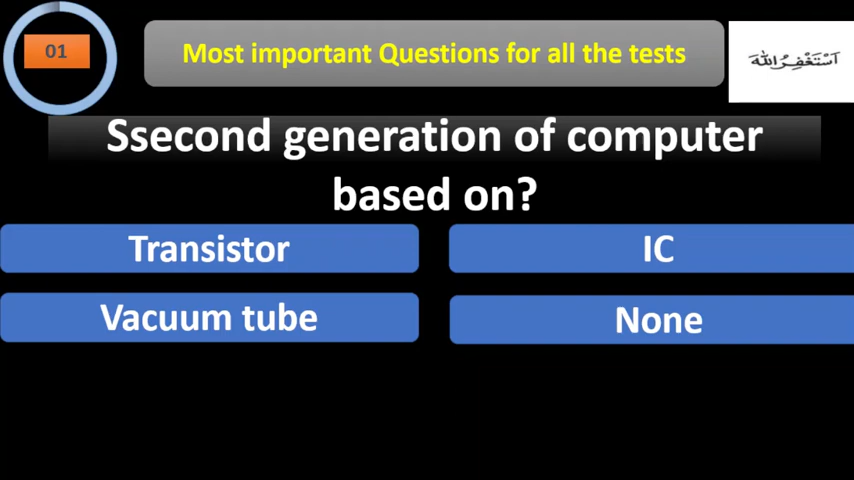 01
Most important Questions for all the tests
اَسْتَغْفِرُاللّٰه
Ssecond generation of computer
based on?
Transistor
IC
Vacuum tube
None